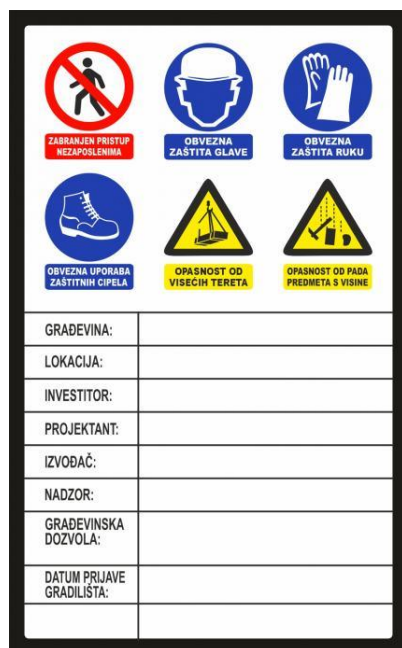 ZABRANJEN PRISTUP
NEZAPOSLENIMA
OBVEZNA
ZAŠTITA GLAVE
OBVEZNA
ZAŠTITA RUKU
OBVEZNA UPORABA
ZAŠTITNIH CIPELA
OPASNOST OD
VISEĆIH TERETA
OPASNOST OD PADA
PREDMETA S VISINE
GRAĐEVINA:
LOKACIJA:
INVESTITOR:
PROJEKTANT:
IZVOĐAČ:
NADZOR:
GRAĐEVINSKA
DOZVOLA:
DATUM PRIJAVE
GRADILIŠTA: